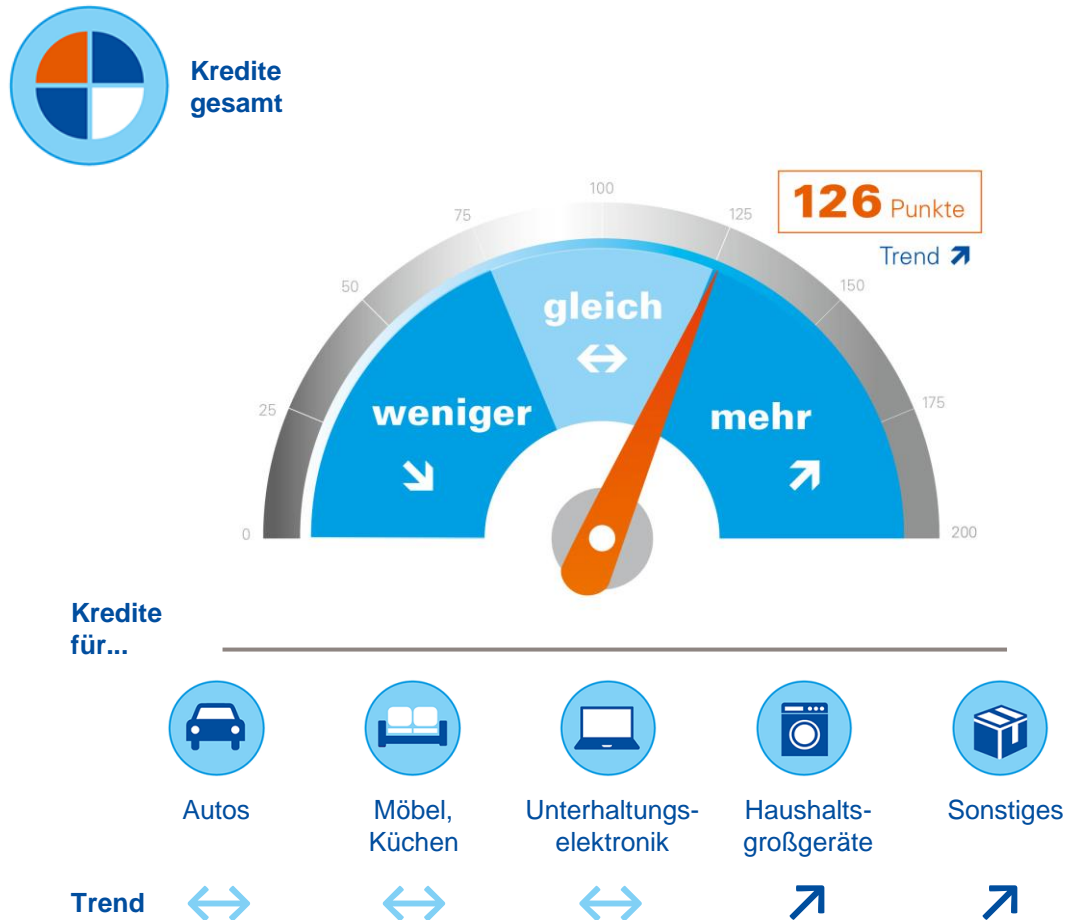 Kredite
gesamt
126 Punkte
Trend
0
25
50
75
100
125
150
175
200
weniger
gleich
mehr
Kredite
für...
Autos
Möbel,
Küchen
Unterhaltungs-
elektronik
Haushalts-
großgeräte
Sonstiges
Trend